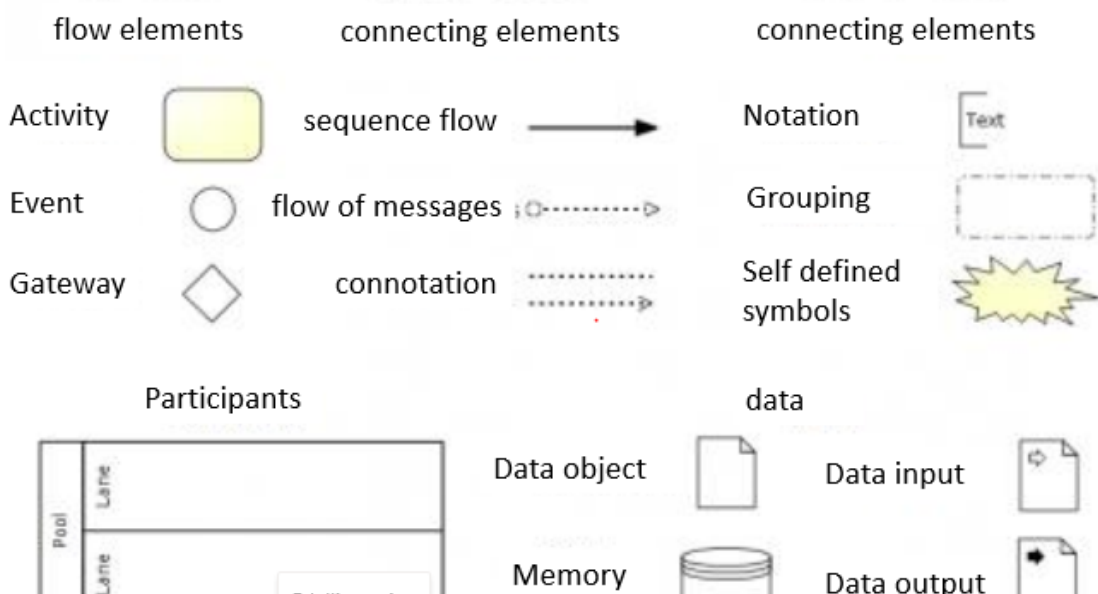 flow elements
connecting elements
connecting elements
Activity
sequence flow
Notation
Text
Event
flow of messages
Grouping
Gateway
connotation
Self defined
symbols
Participants
data
Pool
Lane
Lane
Data object
Data input
Memory
Data output